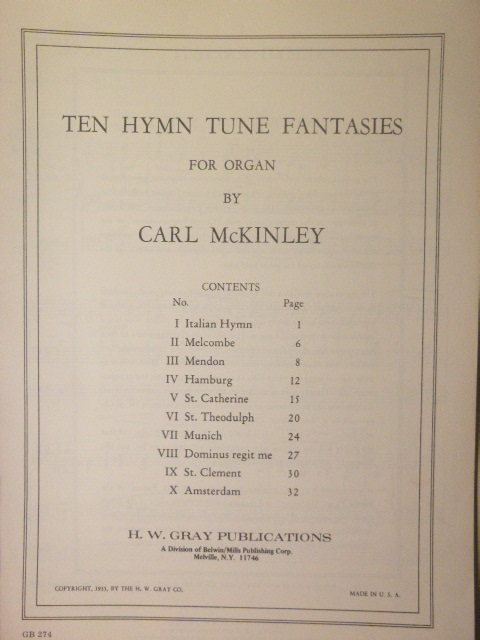 TEN HYMN TUNE FANTASIES
FOR ORGAN
BY
CARL McKINLEY
CONTENTS
No. Page
I Italian Hymn 1
II Melcombe 6
III Mendon 8
IV Hamburg 12
V St. Catherine 15
VI St. Theodulph 20
VII Munich 24
VIII Dominus regit me 27
IX St. Clement 30
X Amsterdam 32
H. W. GRAY PUBLICATIONS
A Division of Belwin/Mills Publishing Corp.
Melville, N.Y. 11746
COPYRIGHT, 1935, BY THE H. W. GRAY CO. MADE IN U. S. A.
GB 274